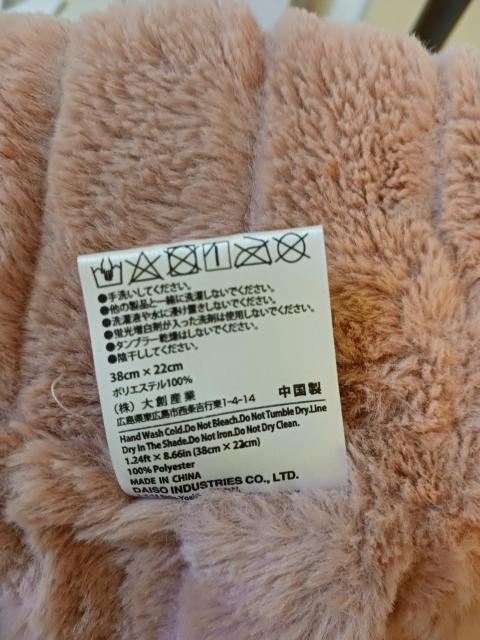 ●手洗いしてください。
●他の製品と一緒に洗濯しないでください。
●洗濯液や水に浸け置きしないでください。
●蛍光増白剤が入った洗剤は使用しないでください。
●タンブラー乾燥はしないでください。
●陰干ししてください。
38cm×22cm
ポリエステル100%
(株)大創産業 中国製
広島県東広島市西条吉行東1-4-14
Hand Wash Cold.Do Not Bleach.Do Not Tumble Dry.Line
Dry in The Shade.Do Not Iron.Do Not Dry Clean.
1.24ft×8.66in(38cm×22cm)
100% Polyester
MADE IN CHINA
DAISO INDUSTRIES CO., LTD.